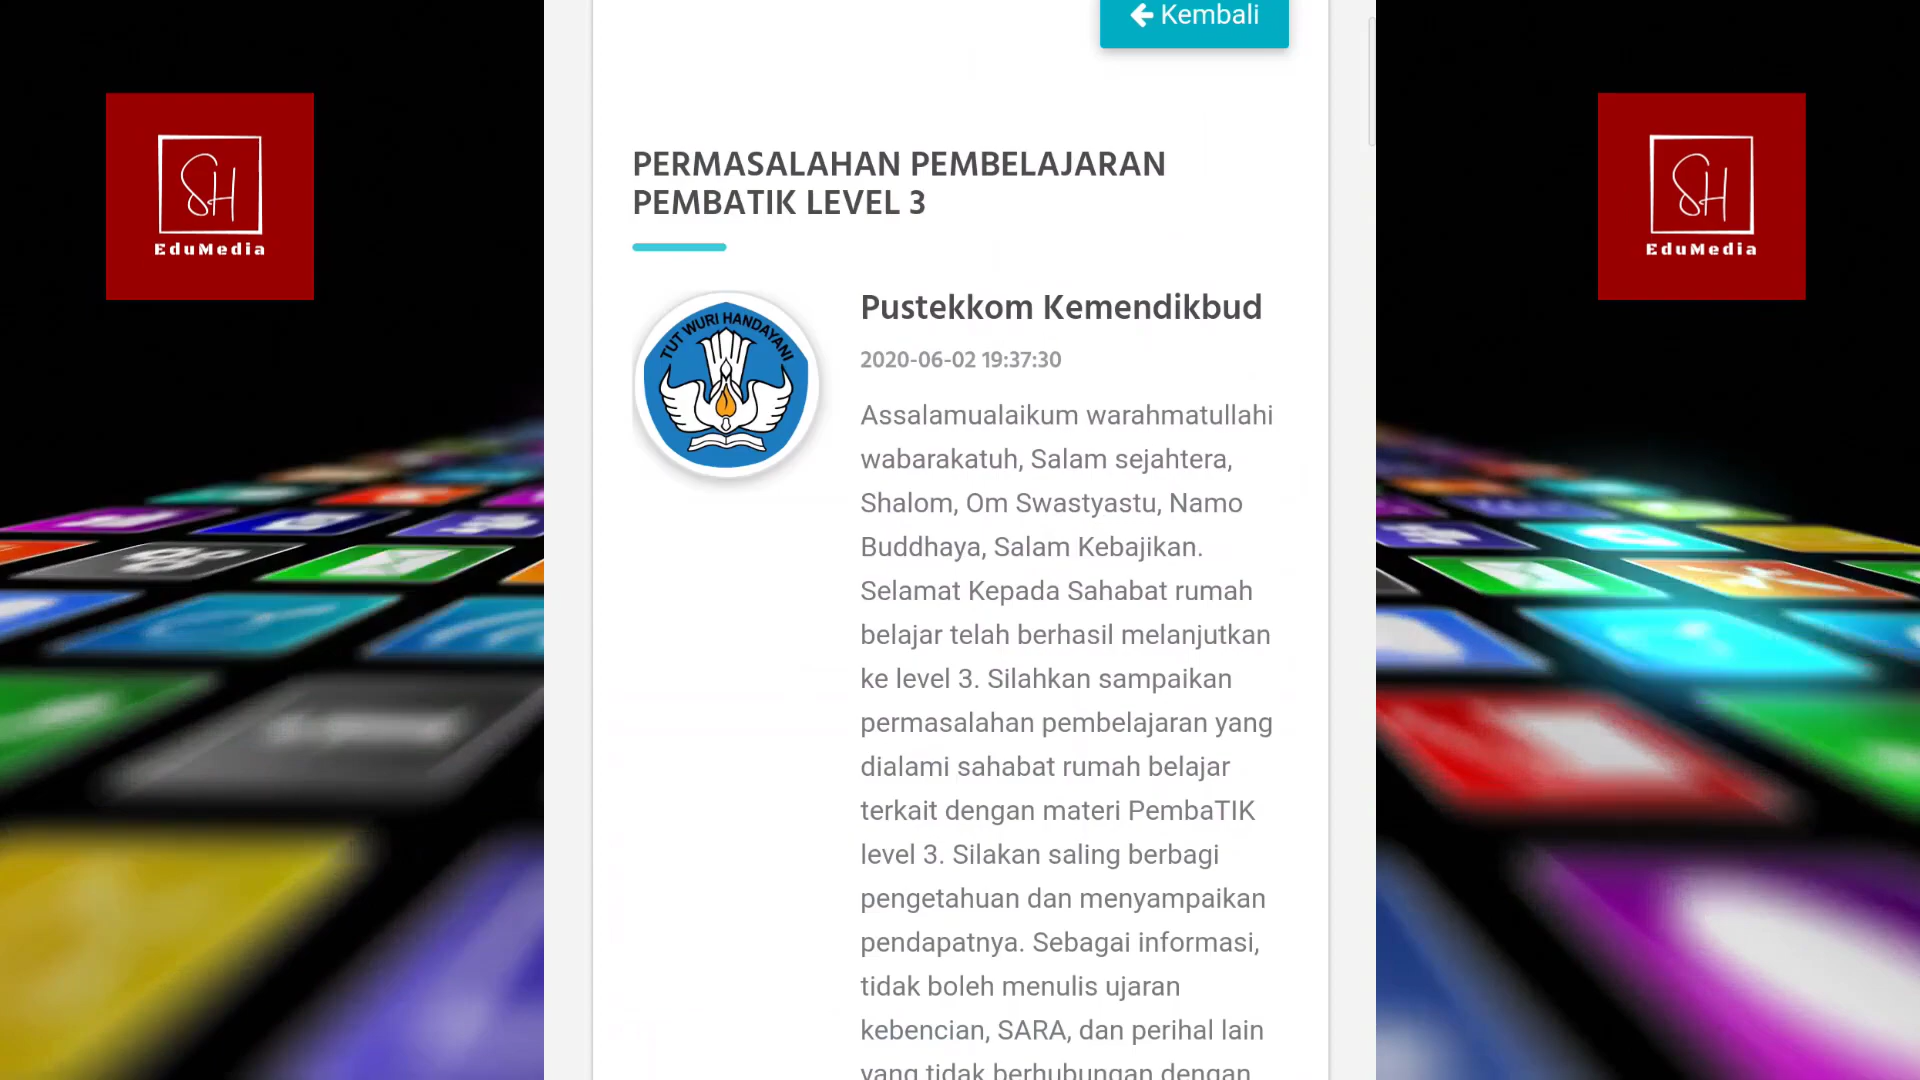 Kembali
SH
EduMedia
SH
EduMedia
PERMASALAHAN PEMBELAJARAN
PEMBATIK LEVEL 3
TUT WURI HANDAYANI
Pustekkom Kemendikbud
2020-06-02 19:37:30
Assalamualaikum warahmatullahi
wabarakatuh, Salam sejahtera,
Shalom, Om Swastyastu, Namo
Buddhaya, Salam Kebajikan.
Selamat Kepada Sahabat rumah
belajar telah berhasil melanjutkan
ke level 3. Silahkan sampaikan
permasalahan pembelajaran yang
dialami sahabat rumah belajar
terkait dengan materi PembaTIK
level 3. Silakan saling berbagi
pengetahuan dan menyampaikan
pendapatnya. Sebagai informasi,
tidak boleh menulis ujaran
kebencian, SARA, dan perihal lain
yang tidak berhubungan dengan